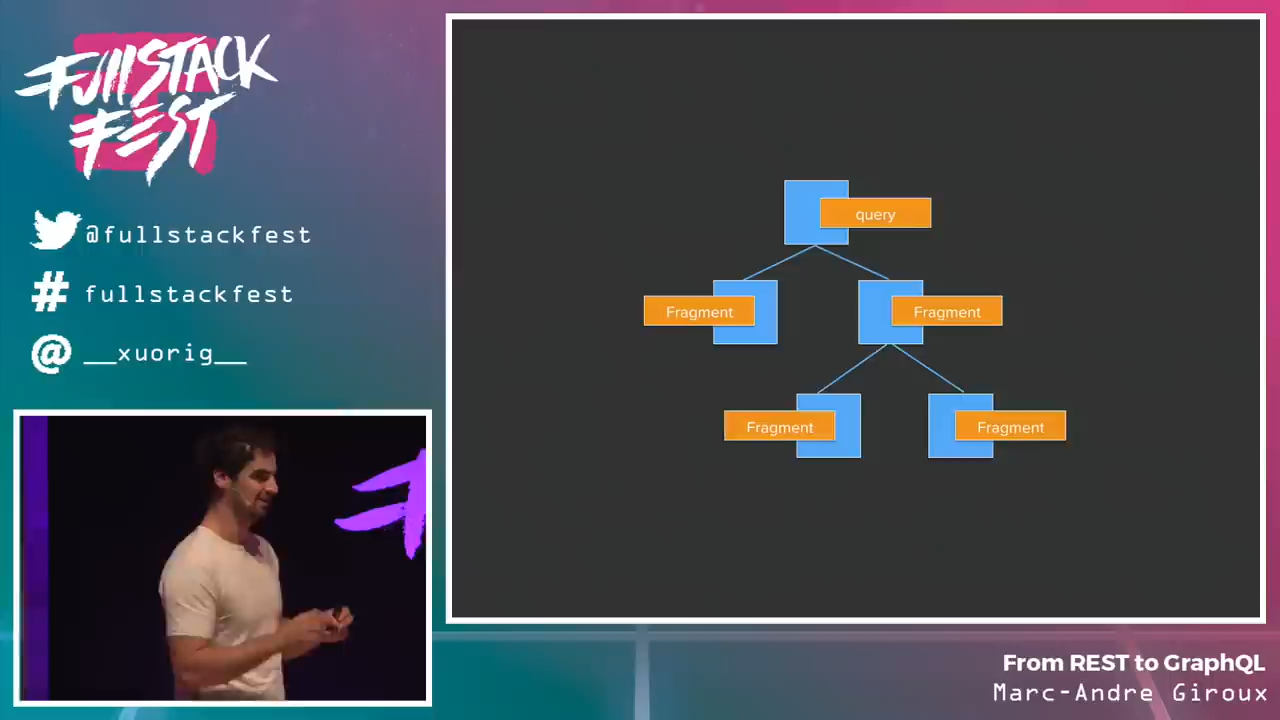 FullSTACK
FEST
@fullstackfest
# fullstackfest
@ __xuorig__
query
Fragment
Fragment
Fragment
Fragment
From REST to GraphQL
Marc-Andre Giroux